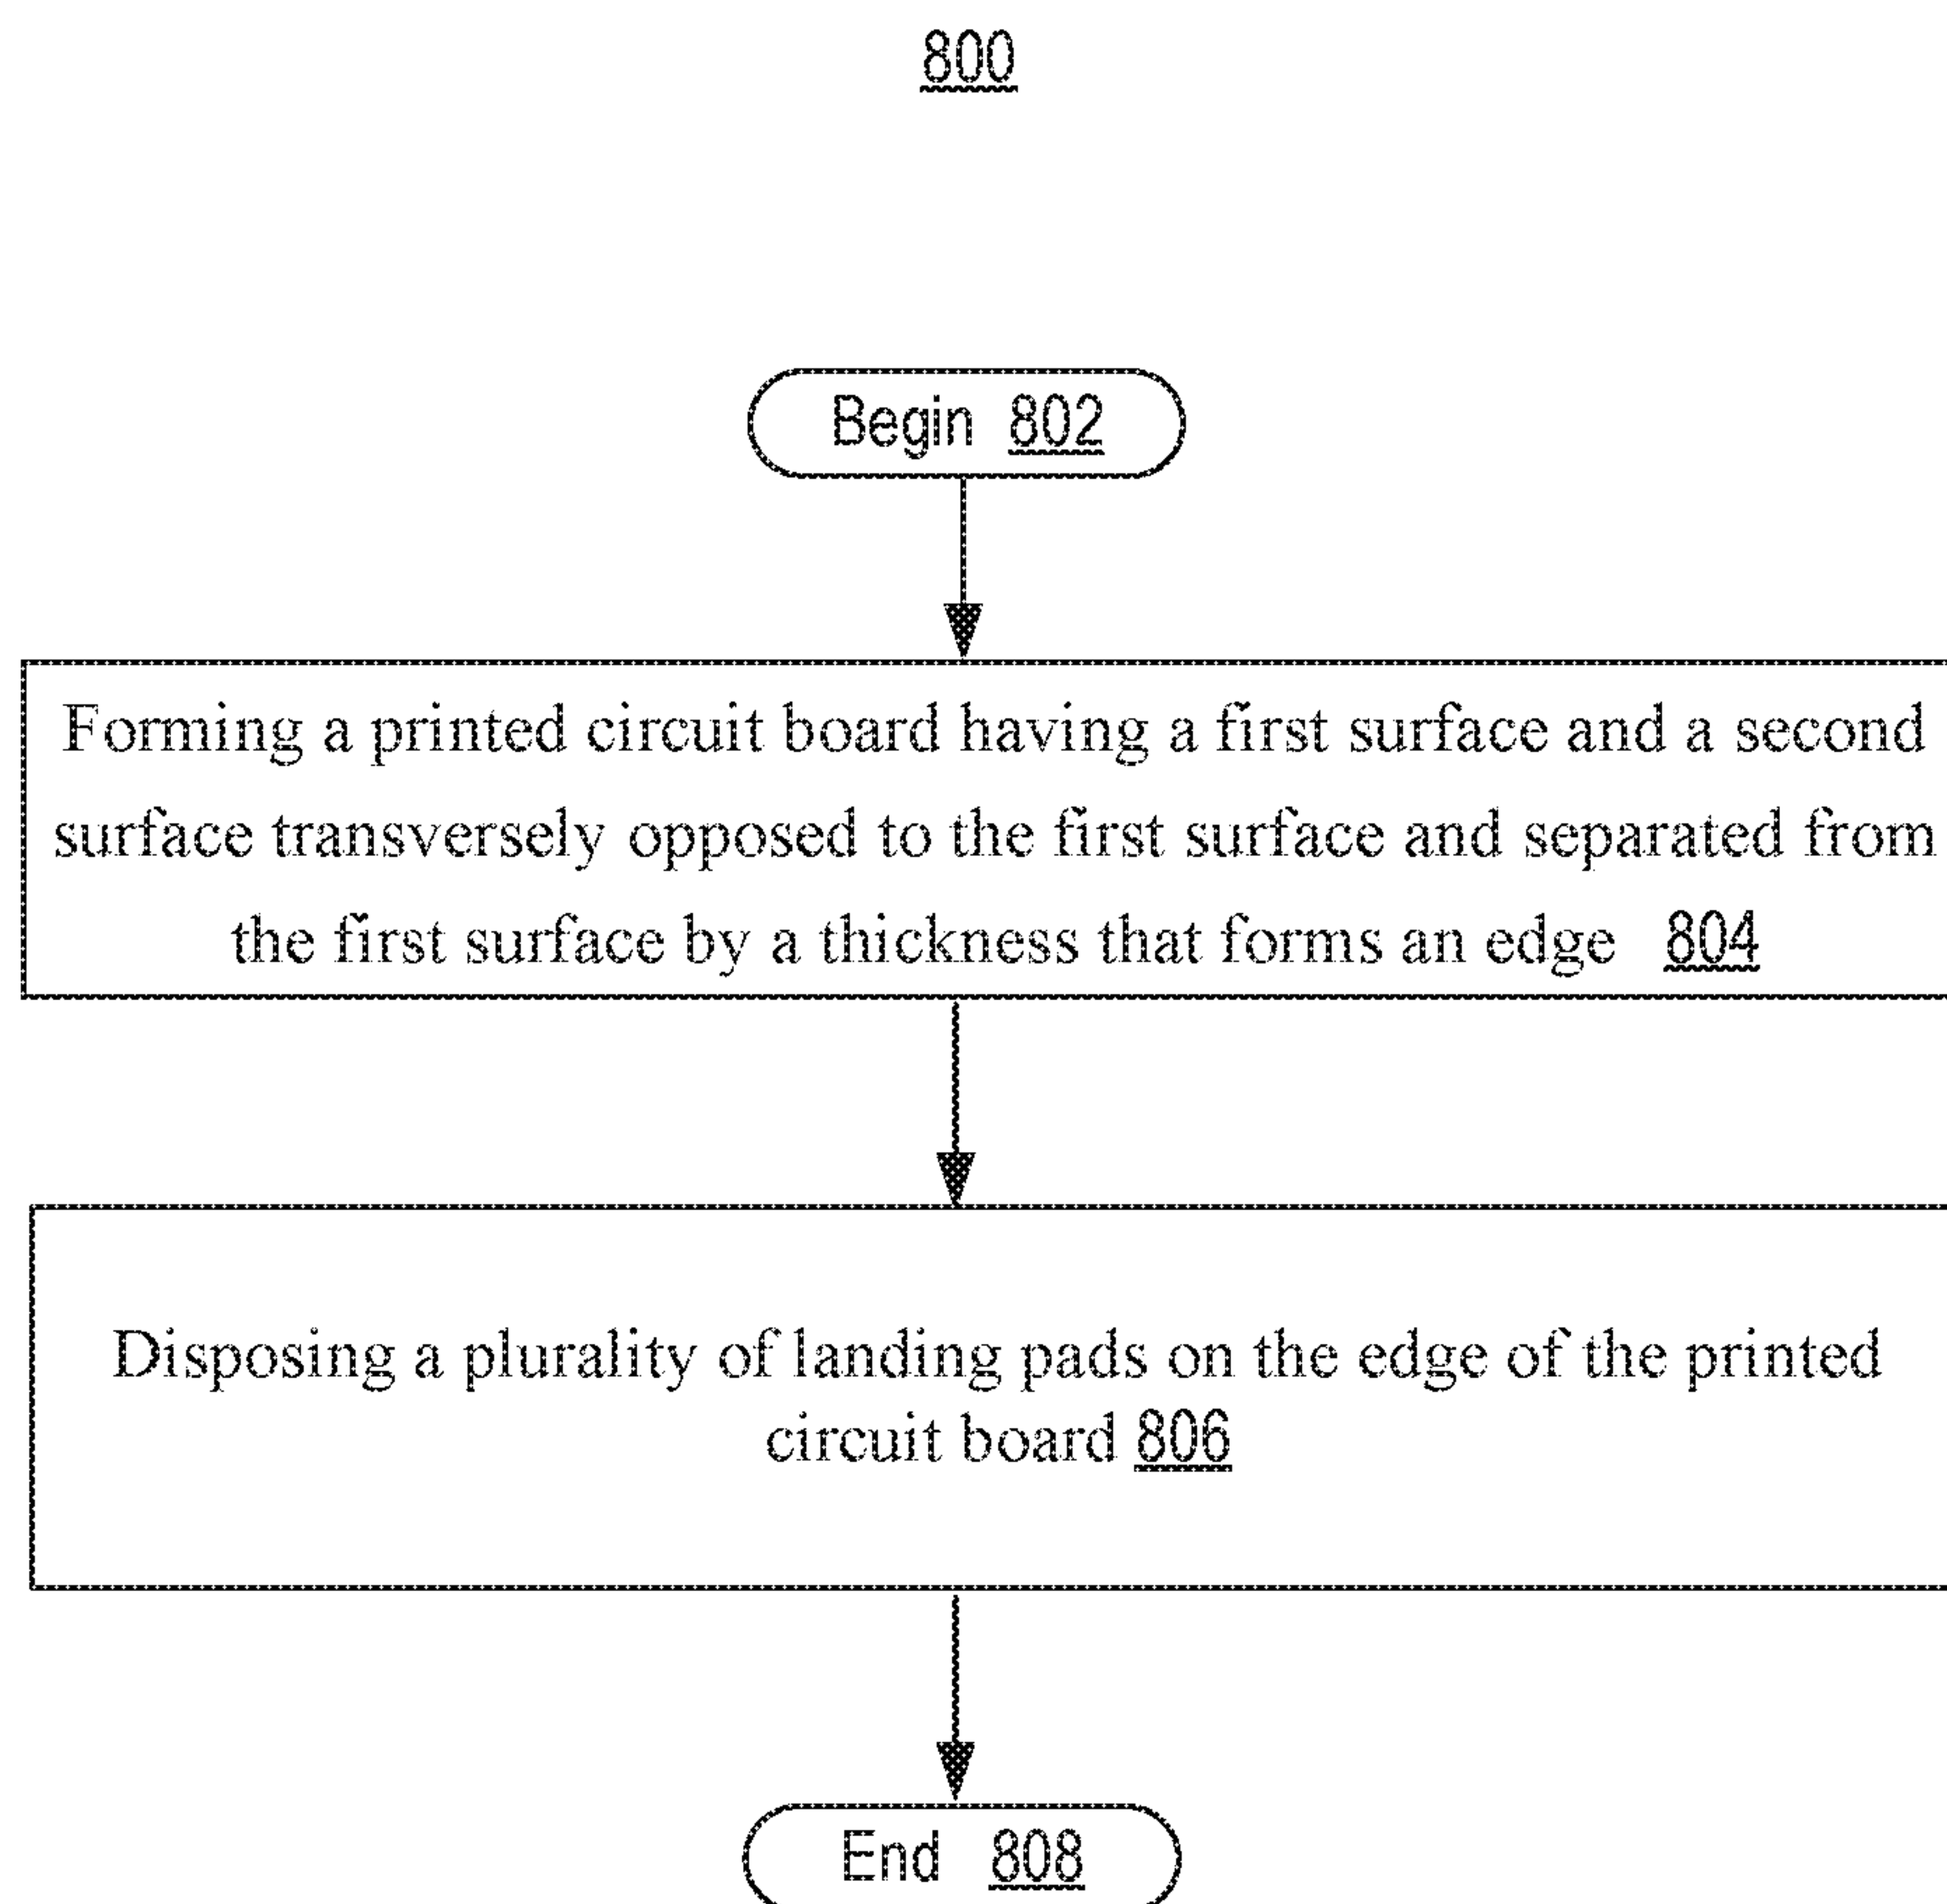 800
Begin 802
Forming a printed circuit board having a first surface and a second
surface transversely opposed to the first surface and separated from
the first surface by a thickness that forms an edge 804
Disposing a plurality of landing pads on the edge of the printed
circuit board 806
End 808